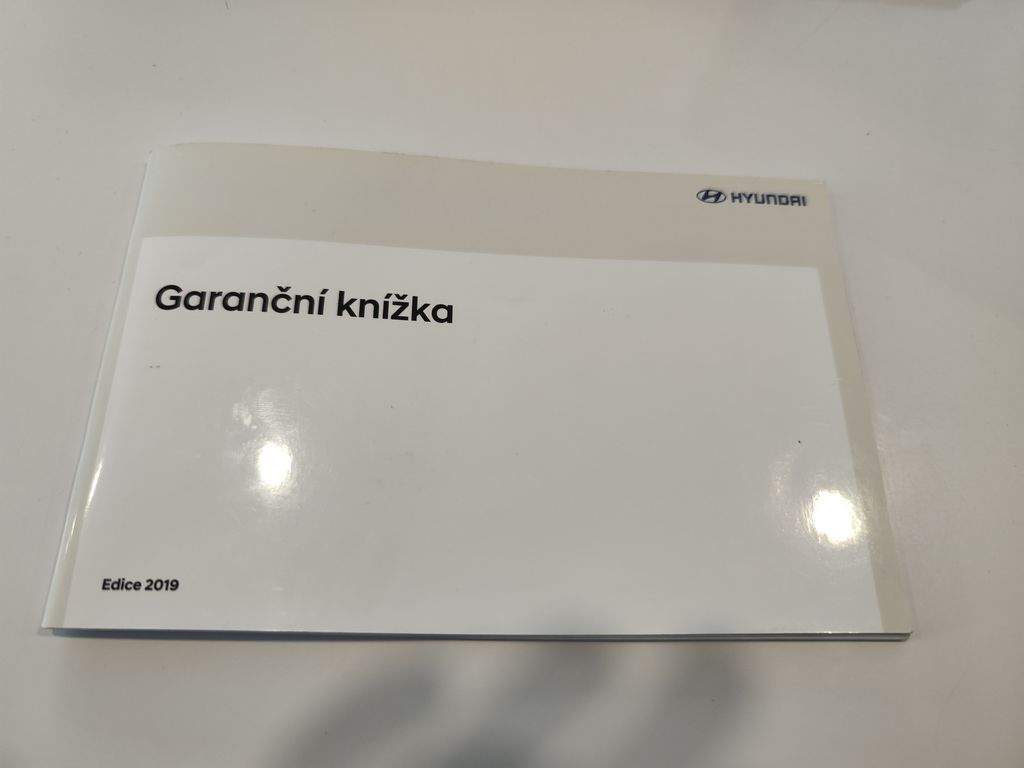 HYUNDAI
Garanční knížka
Edice 2019